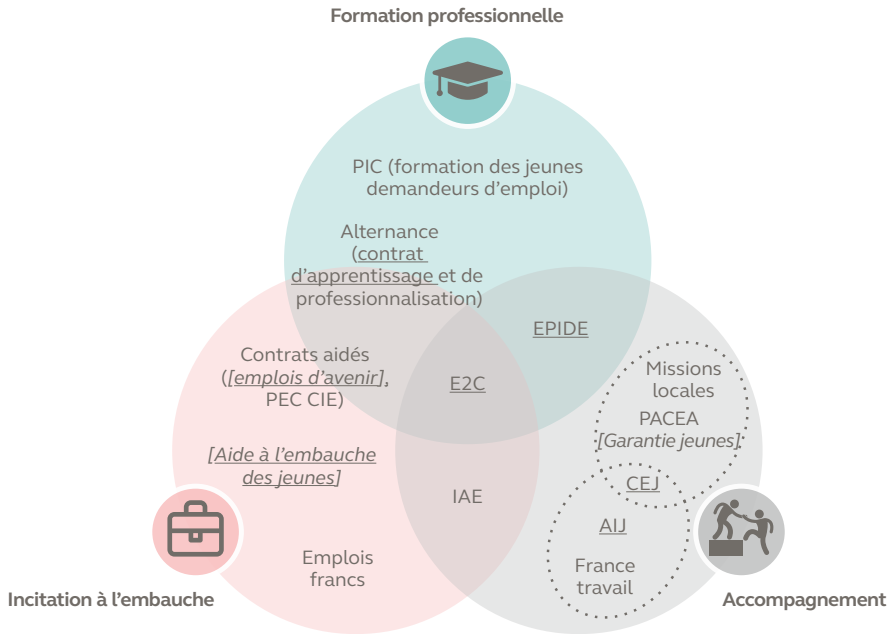 Formation professionnelle
PIC (formation des jeunes
demandeurs d’emploi)
Alternance
(contrat
d’apprentissage et de
professionnalisation)
EPIDE
Contrats aidés
([emplois d’avenir],
PEC CIE)
E2C
Missions
locales
PACEA
[Garantie jeunes]
[Aide à l’embauche
des jeunes]
IAE
CEJ
AIJ
Emplois
francs
France
travail
Incitation à l’embauche
Accompagnement